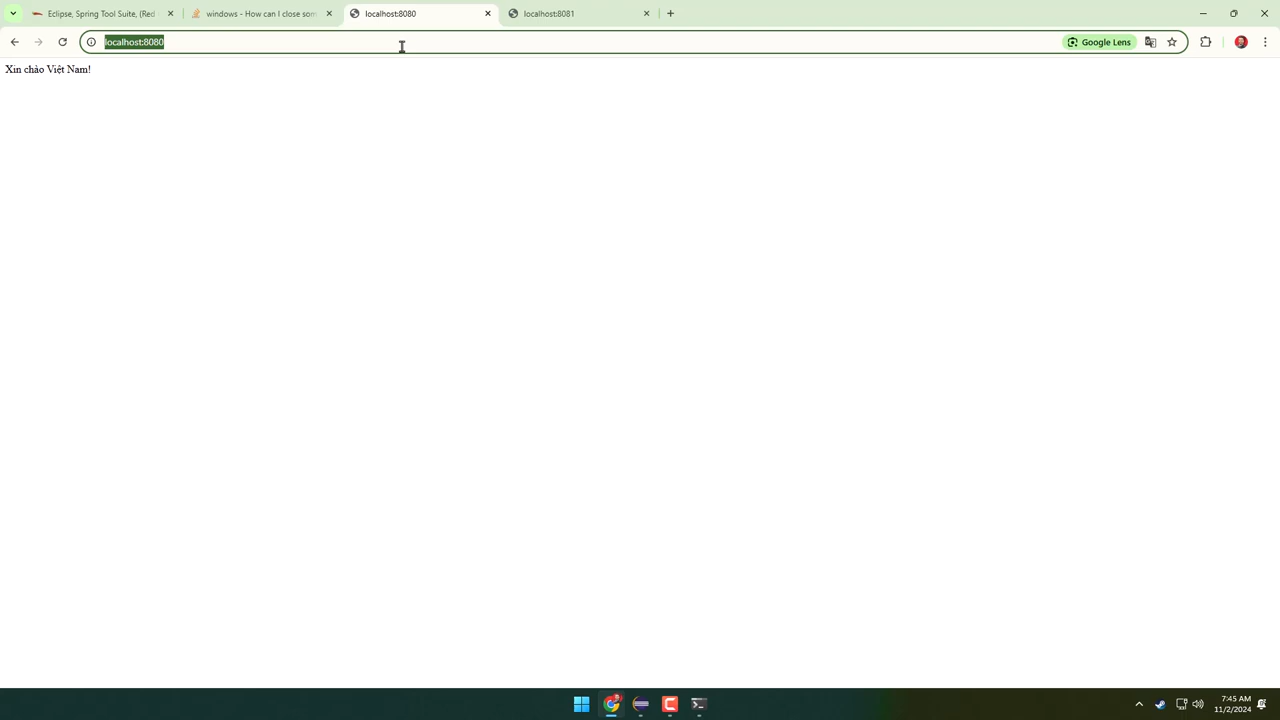 Eclipse, Spring Tool Suite, (Red
windows - How can I close som
localhost:8080
localhost:8081
localhost:8080
Google Lens
Xin chào Việt Nam!
7:45 AM
11/2/2024